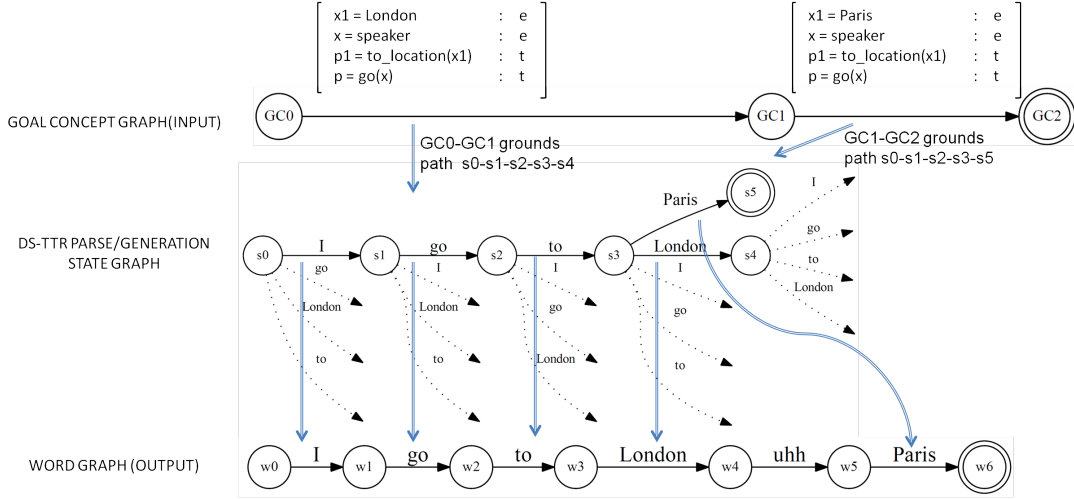 x1 = London : e
x = speaker : e
p1 = to_location(x1) : t
p = go(x) : t
x1 = Paris : e
x = speaker : e
p1 = to_location(x1) : t
p = go(x) : t
GOAL CONCEPT GRAPH(INPUT)
GC0
GC1
GC2
GC0-GC1 grounds
path s0-s1-s2-s3-s4
GC1-GC2 grounds
path s0-s1-s2-s3-s5
DS-TTR PARSE/GENERATION
STATE GRAPH
s0
I
s1
go
s2
to
s3
London
s4
Paris
s5
go
London
to
I
London
to
I
go
London
I
go
to
I
go
to
London
WORD GRAPH (OUTPUT)
w0
I
w1
go
w2
to
w3
London
w4
uhh
w5
Paris
w6